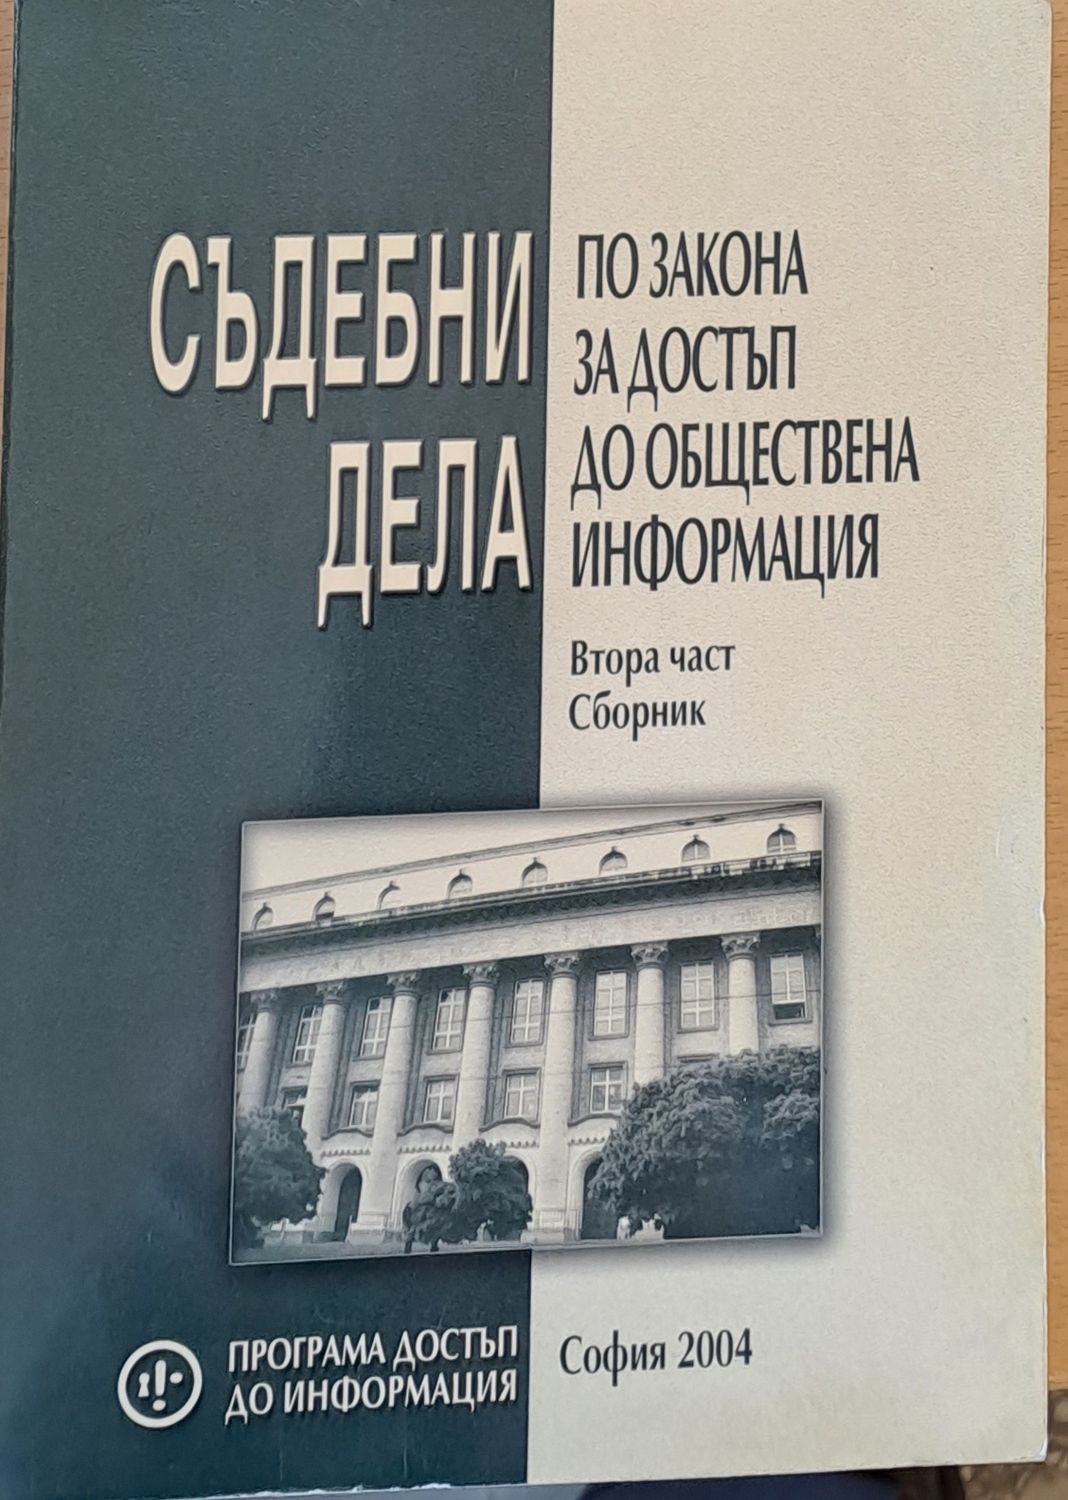 СЪДЕБНИ
ДЕЛА
ПО ЗАКОНА
ЗА ДОСТЪП
ДО ОБЩЕСТВЕНА
ИНФОРМАЦИЯ
Втора част
Сборник
ПРОГРАМА ДОСТЪП
ДО ИНФОРМАЦИЯ
София 2004